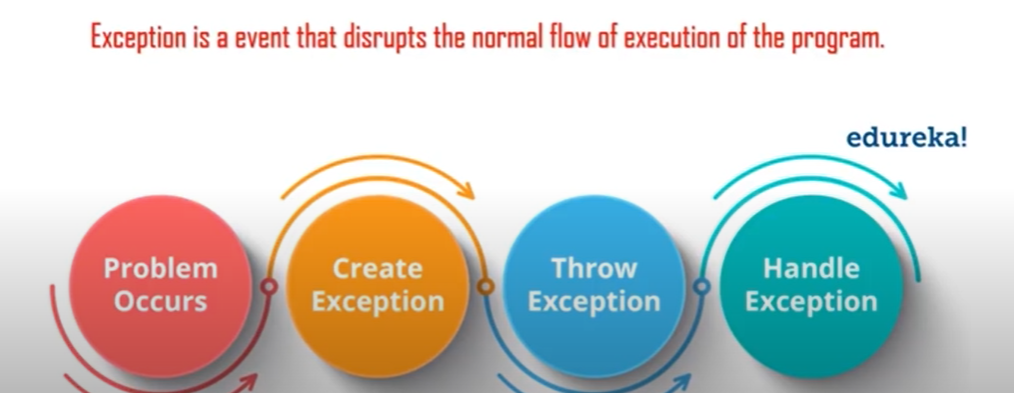 Exception is a event that disrupts the normal flow of execution of the program.
edureka!
Problem
Occurs
Create
Exception
Throw
Exception
Handle
Exception